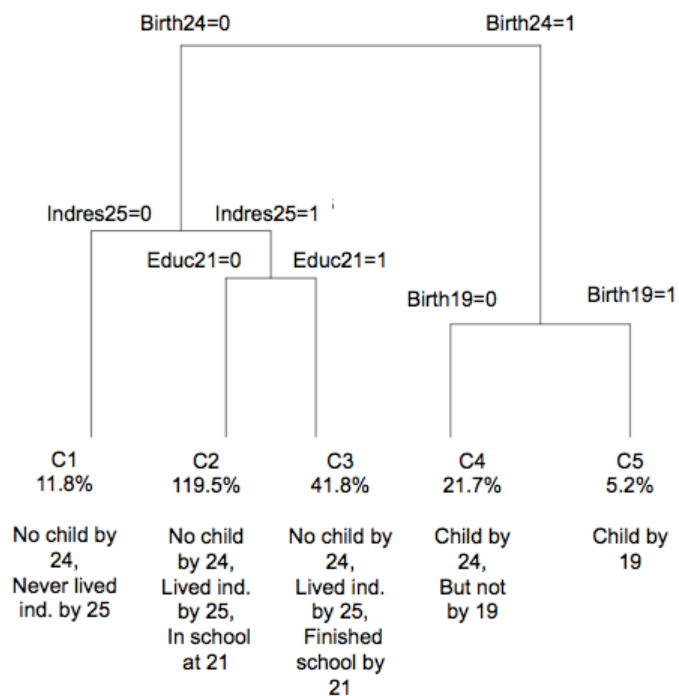 Birth24=0
Birth24=1
Indres25=0
Indres25=1
Educ21=0
Educ21=1
Birth19=0
Birth19=1
C1
11.8%
No child by
24,
Never lived
ind. by 25
C2
119.5%
No child
by 24,
Lived ind.
by 25,
In school
at 21
C3
41.8%
No child by
24,
Lived ind.
by 25,
Finished
school by
21
C4
21.7%
Child by
24,
But not
by 19
C5
5.2%
Child by
19